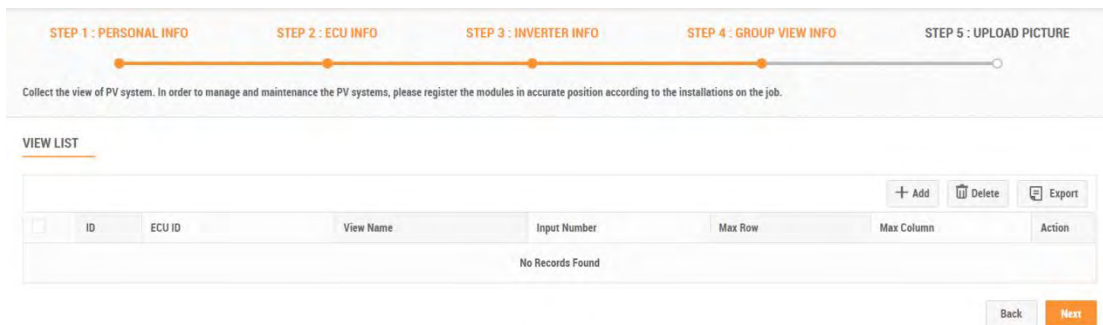 STEP 1 : PERSONAL INFO STEP 2 : ECU INFO STEP 3 : INVERTER INFO STEP 4 : GROUP VIEW INFO STEP 5 : UPLOAD PICTURE
Collect the view of PV system. In order to manage and maintenance the PV systems, please register the modules in accurate position according to the installations on the job.
VIEW LIST
Add Delete Export
ID ECU ID View Name Input Number Max Row Max Column Action
No Records Found
Back Next